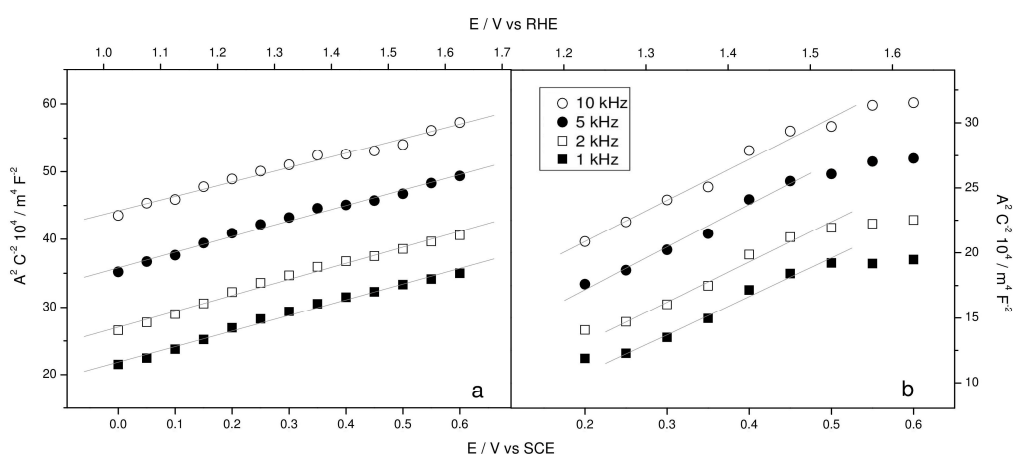 E / V vs RHE
1.0 1.1 1.2 1.3 1.4 1.5 1.6 1.7 1.2 1.3 1.4 1.5 1.6
60
50
40
30
20
A² C⁻² 10⁴ / m⁴ F⁻²
10 kHz
5 kHz
2 kHz
1 kHz
30
25
20
15
10
A² C⁻² 10⁴ / m⁴ F⁻²
a
b
0.0 0.1 0.2 0.3 0.4 0.5 0.6 0.2 0.3 0.4 0.5 0.6
E / V vs SCE